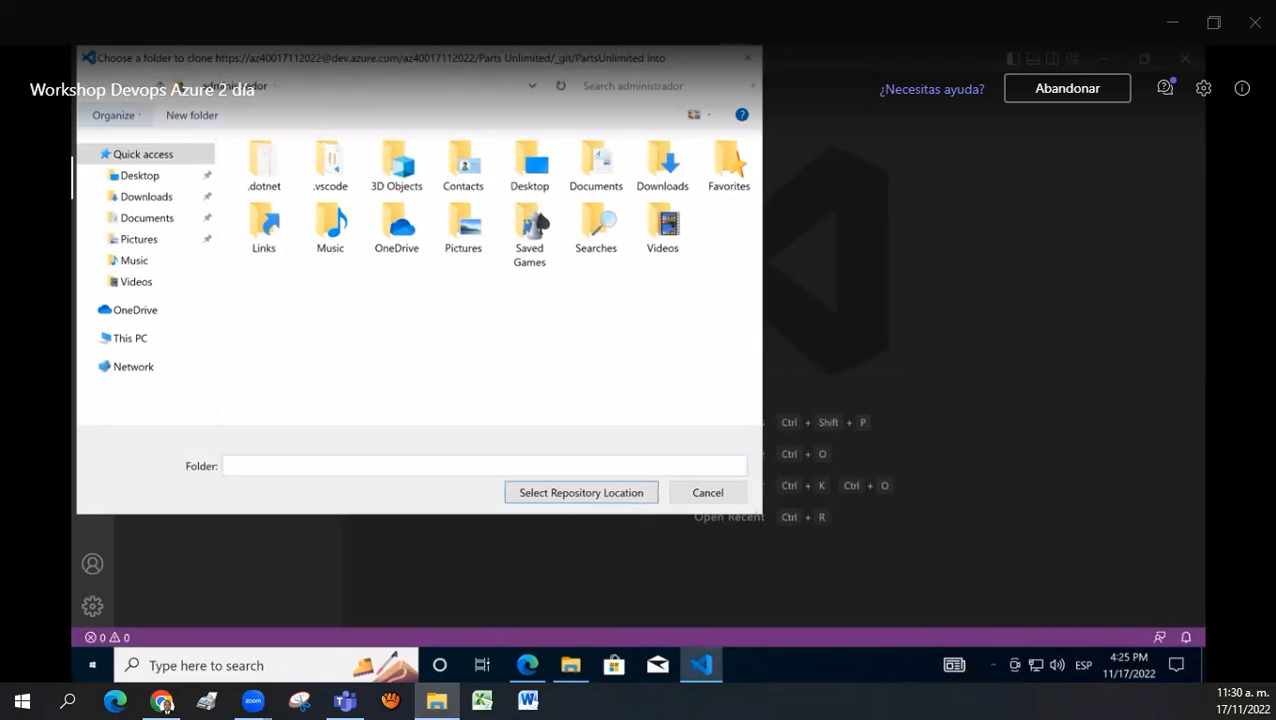 Choose a folder to clone https://az40017112022@dev.azure.com/az40017112022/Parts Unlimited/_git/PartsUnlimited into
administrador
Search administrador
Workshop Devops Azure 2 día
¿Necesitas ayuda?
Abandonar
Organize
New folder
Quick access
Desktop
Downloads
Documents
Pictures
Music
Videos
OneDrive
This PC
Network
.dotnet
.vscode
3D Objects
Contacts
Desktop
Documents
Downloads
Favorites
Links
Music
OneDrive
Pictures
Saved Games
Searches
Videos
Folder:
Select Repository Location
Cancel
Ctrl + Shift + P
Ctrl + O
Ctrl + K Ctrl + O
Open Recent Ctrl + R
0 0
Type here to search
ESP
4:25 PM
11/17/2022
11:30 a. m.
17/11/2022